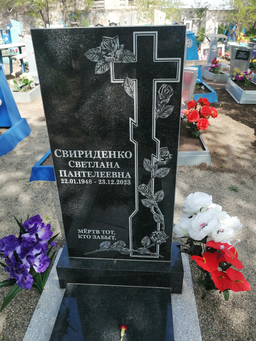 СВИРИДЕНКО
СВЕТЛАНА
ПАНТЕЛЕЕВНА
22.01.1948 - 23.12.2023
МЁРТВ ТОТ,
КТО ЗАБЫТ.